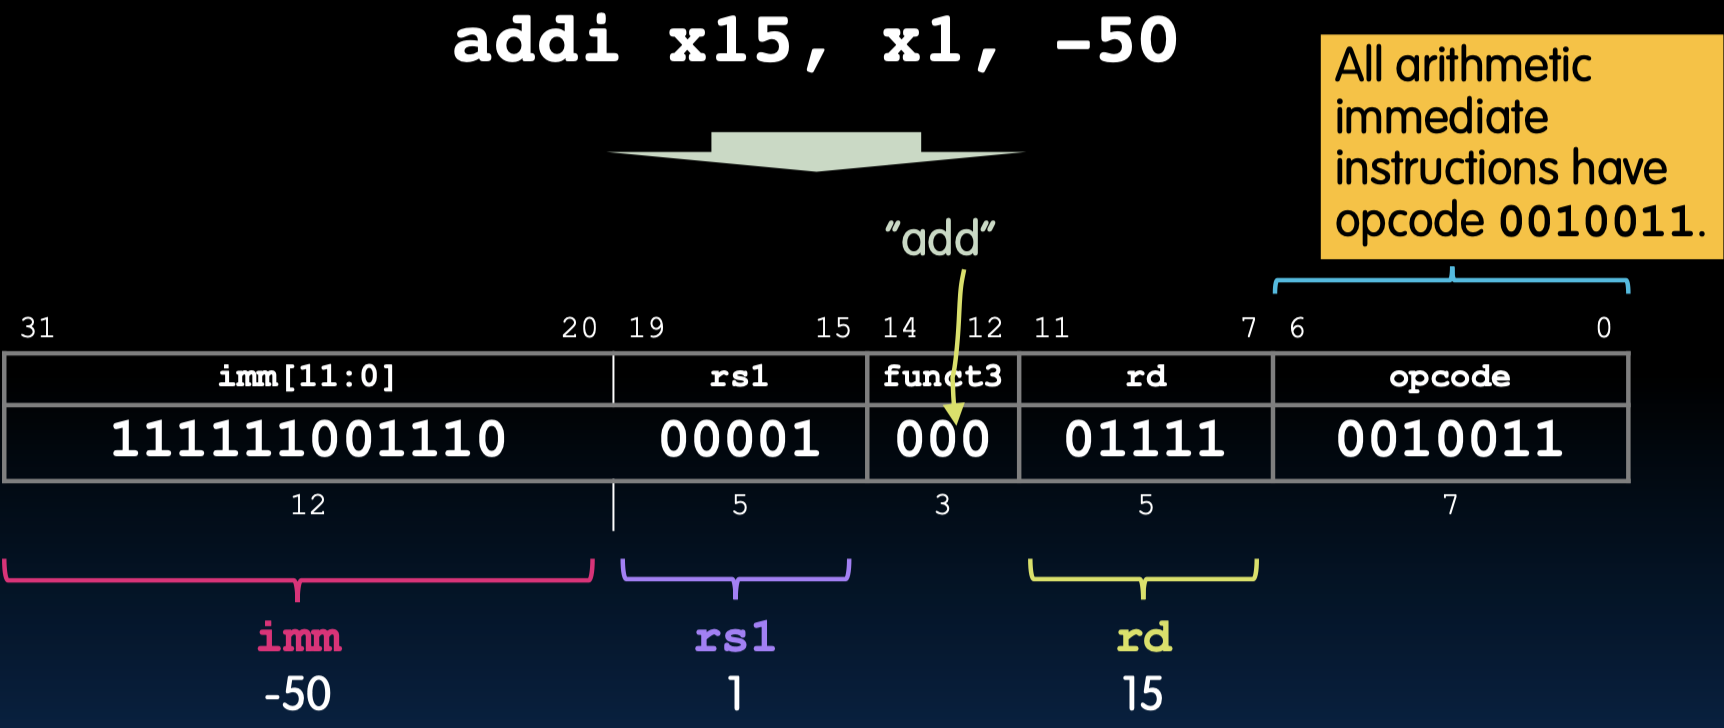 addi x15, x1, -50
All arithmetic
immediate
instructions have
opcode 0010011.
"add"
31 20 19 15 14 12 11 7 6 0
imm[11:0] rs1 funct3 rd opcode
111111001110 00001 000 01111 0010011
12 5 3 5 7
imm rs1 rd
-50 1 15